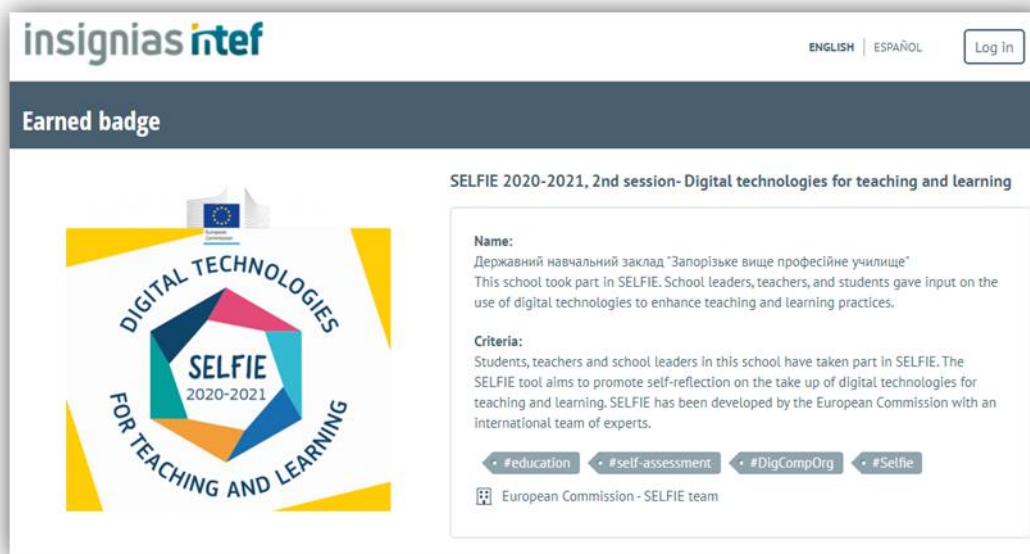 insignias intef
ENGLISH | ESPAÑOL
Log in
Earned badge
European
Commission
DIGITAL TECHNOLOGIES
SELFIE
2020-2021
FOR TEACHING AND LEARNING
SELFIE 2020-2021, 2nd session- Digital technologies for teaching and learning
Name:
Державний навчальний заклад "Запорізьке вище професійне училище"
This school took part in SELFIE. School leaders, teachers, and students gave input on the
use of digital technologies to enhance teaching and learning practices.
Criteria:
Students, teachers and school leaders in this school have taken part in SELFIE. The
SELFIE tool aims to promote self-reflection on the take up of digital technologies for
teaching and learning. SELFIE has been developed by the European Commission with an
international team of experts.
#education #self-assessment #DigCompOrg #Selfie
European Commission - SELFIE team